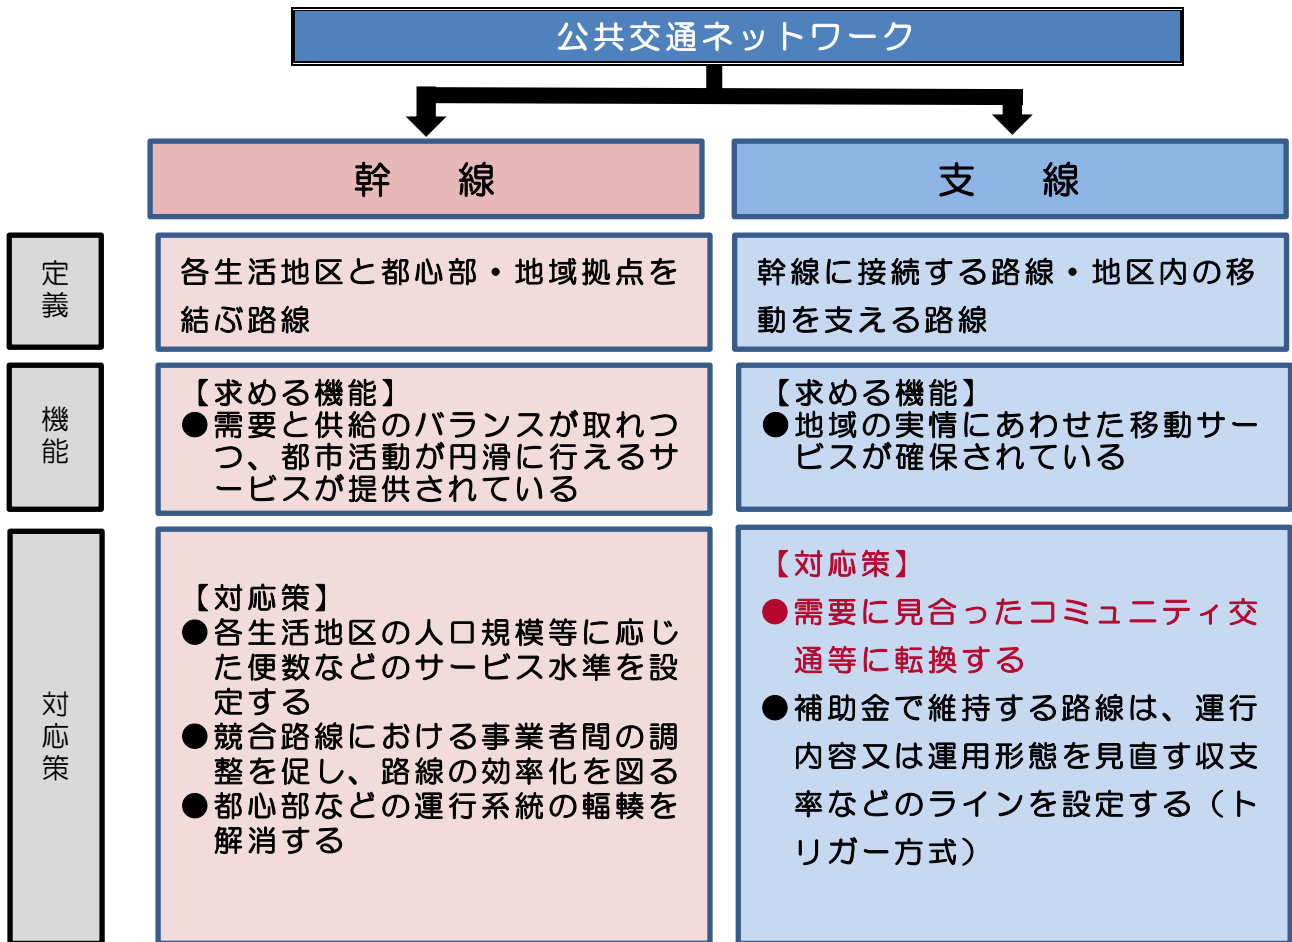 公共交通ネットワーク
幹　線
支　線
定
義
各生活地区と都心部・地域拠点を
結ぶ路線
幹線に接続する路線・地区内の移
動を支える路線
機
能
【求める機能】
●需要と供給のバランスが取れつ
つ、都市活動が円滑に行えるサ
ービスが提供されている
【求める機能】
●地域の実情にあわせた移動サー
ビスが確保されている
対
応
策
【対応策】
●各生活地区の人口規模等に応じ
た便数などのサービス水準を設
定する
●競合路線における事業者間の調
整を促し、路線の効率化を図る
●都心部などの運行系統の輻輳を
解消する
【対応策】
●需要に見合ったコミュニティ交
通等に転換する
●補助金で維持する路線は、運行
内容又は運用形態を見直す収支
率などのラインを設定する（ト
リガー方式）